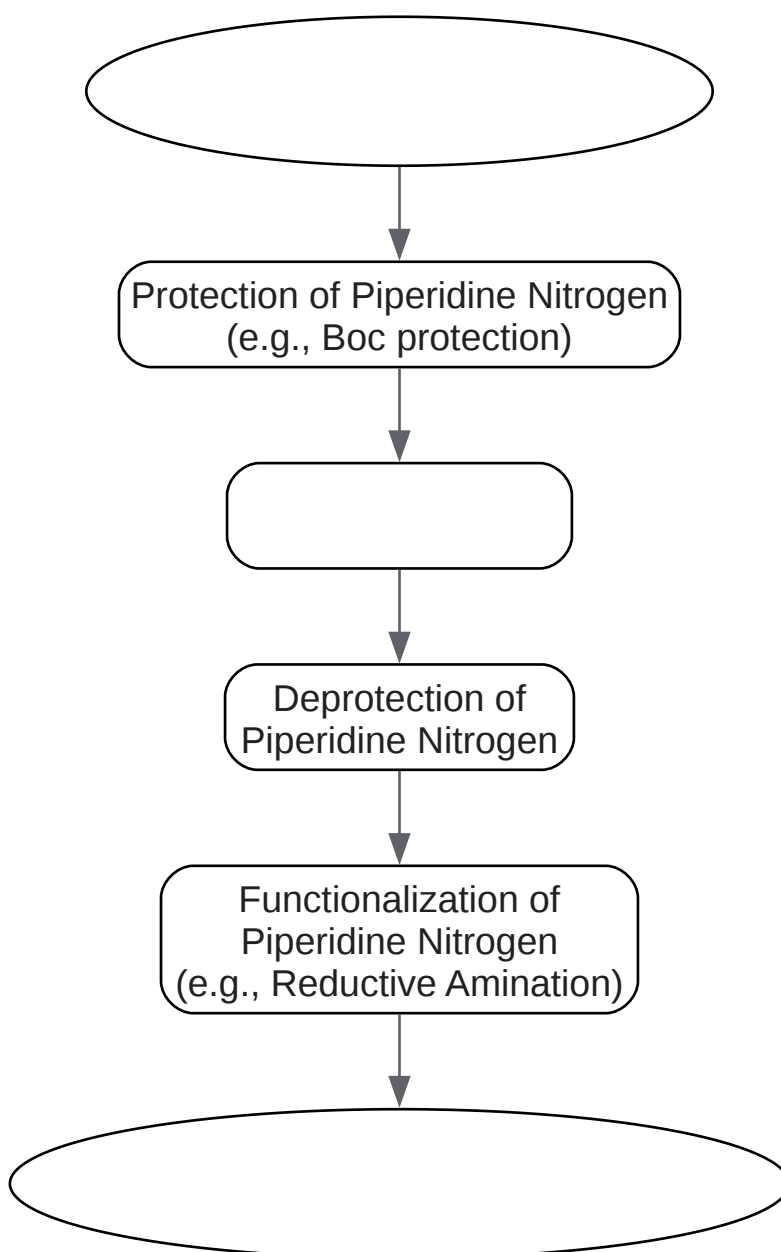 Protection of Piperidine Nitrogen
(e.g., Boc protection)
Deprotection of
Piperidine Nitrogen
Functionalization of
Piperidine Nitrogen
(e.g., Reductive Amination)